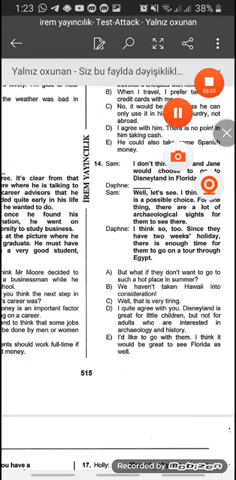 1:23
38%
irem yayıncılık- Test-Attack - Yalnız oxunan
Yalnız oxunan - Siz bu faylda dəyişiklikl...
03:03
the weather was bad in
B) When I travel, I prefer
credit cards with
C) No, it would be
only use it in
abroad.
D) I agree with him. There is no point in
him taking cash.
E) He could also take some Spanish
money.
İREM YAYINCILIK
ree. It's clear from that
ure where he is talking to
career advisors that he
ded quite early in his life
he wanted to do.
once he found his
nation, he went on
ersity to study business.
at the picture where he
graduate. He must have
a very good student,
14. Sam: I don't think and Jane
would choose to go to
Disneyland in Florida
Daphne:
Sam: Well, let's see. I
is a possible choice. For one
thing, there are a lot of
archaeological sights for
them to see there.
Daphne: I think so, too. Since they
have two weeks' holiday,
there is enough time for
them to go on a tour through
Egypt.
ink Mr Moore decided to
a businessman while he
hool.
you think the next step in
s career was?
oney is an important factor
ng on a career.
end to think that some jobs
be done by men or women
ents should work full-time if
d money.
A) But what if they don't want to go to
such a hot place in summer?
B) We haven't taken Hawaii into
consideration!
C) Well, that is very tiring.
D) I quite agree with you. Disneyland is
great for little children, but not for
adults who are interested in
archaeology and history.
E) I'd like to go with them. I think it
would be great to see Florida as
well.
515
ou have a
17. Holly:
Recorded by mobizen